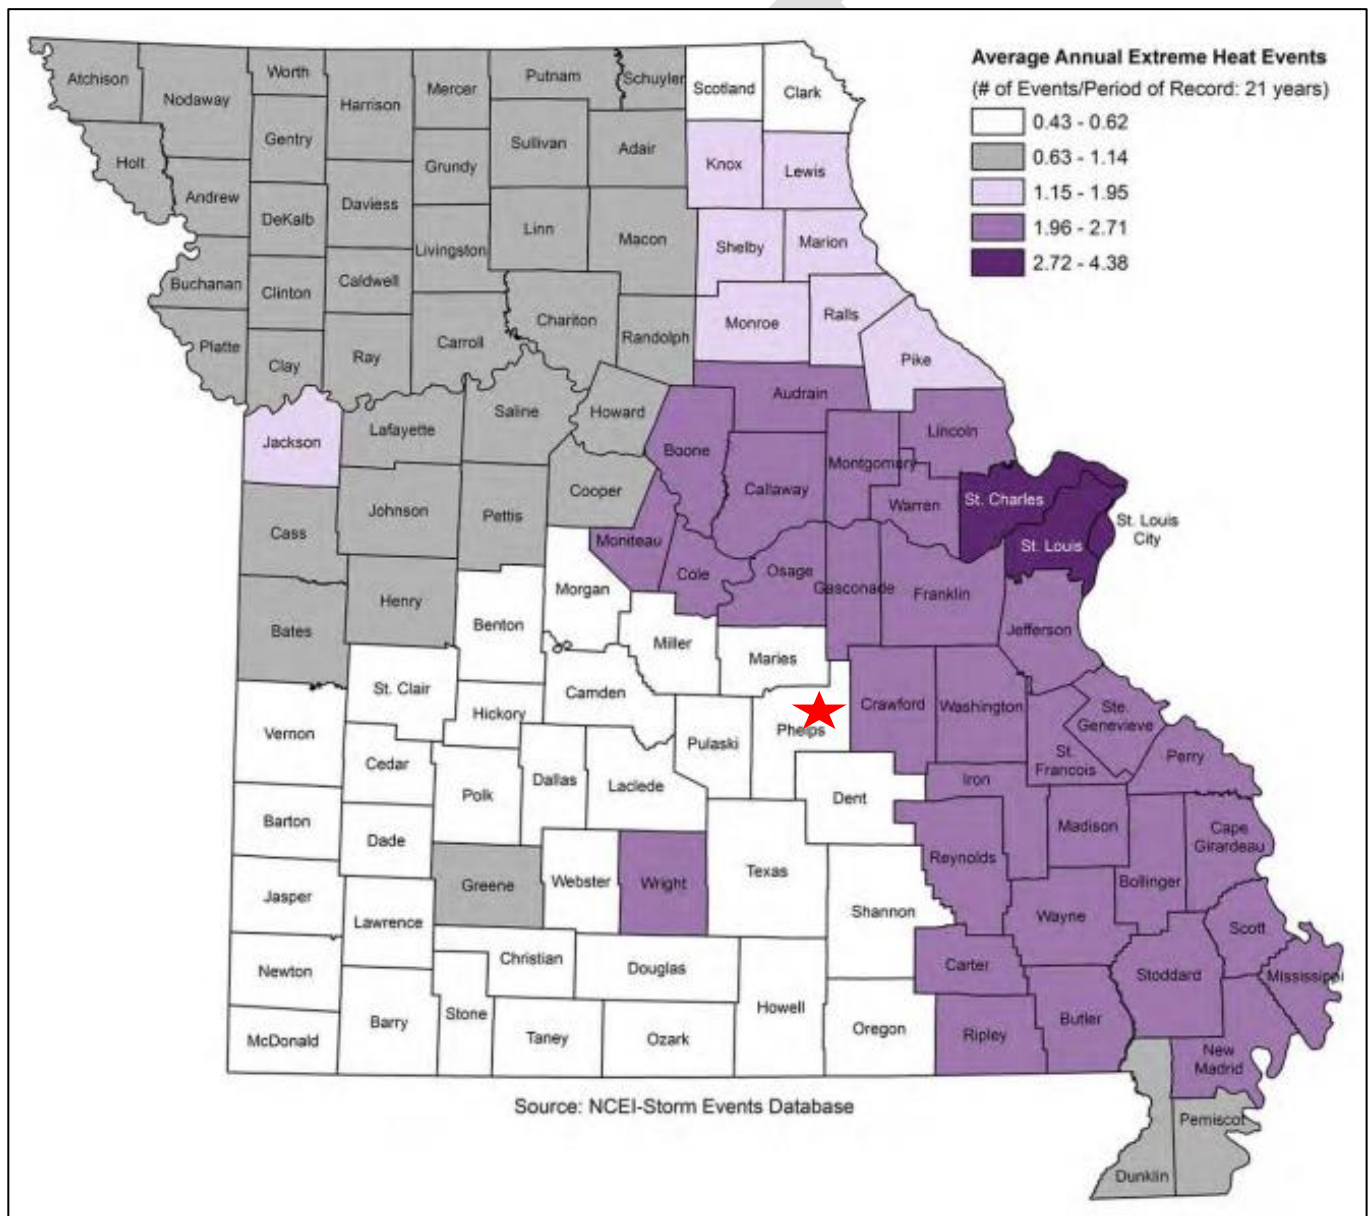 Average Annual Extreme Heat Events
(# of Events/Period of Record: 21 years)
0.43 - 0.62
0.63 - 1.14
1.15 - 1.95
1.96 - 2.71
2.72 - 4.38
Atchison
Nodaway
Worth
Harrison
Mercer
Putnam
Schuyler
Scotland
Clark
Holt
Gentry
Sullivan
Adair
Knox
Lewis
Andrew
DeKalb
Daviess
Grundy
Linn
Macon
Shelby
Marion
Buchanan
Clinton
Caldwell
Livingston
Chariton
Randolph
Monroe
Ralls
Pike
Platte
Clay
Ray
Carroll
Audrain
Jackson
Lafayette
Saline
Howard
Boone
Callaway
Montgomery
Lincoln
Warren
St. Charles
St. Louis
St. Louis
City
Cass
Johnson
Pettis
Cooper
Moniteau
Cole
Osage
Gasconade
Franklin
Jefferson
Bates
Henry
Benton
Morgan
Miller
Maries
Vernon
St. Clair
Hickory
Camden
Pulaski
Phelps
Crawford
Washington
Ste.
Genevieve
St.
Francois
Perry
Cedar
Polk
Dallas
Laclede
Dent
Iron
Madison
Cape
Girardeau
Barton
Dade
Greene
Webster
Wright
Texas
Reynolds
Bollinger
Jasper
Lawrence
Shannon
Wayne
Scott
Newton
Christian
Douglas
Howell
Carter
Stoddard
Mississippi
McDonald
Barry
Stone
Taney
Ozark
Oregon
Ripley
Butler
New
Madrid
Pemiscot
Dunklin
Source: NCEI-Storm Events Database